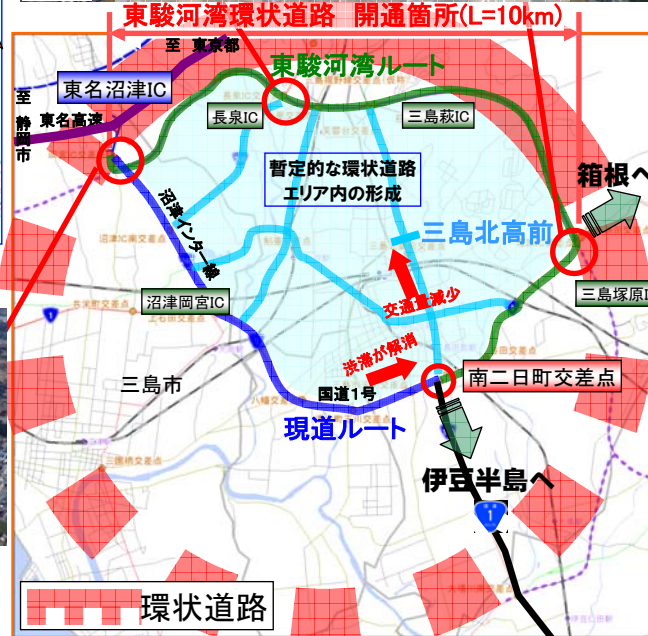 東駿河湾環状道路 開通箇所(L=10km)
至 東京都
東駿河湾ルート
東名沼津IC
至 静岡市
東名高速
長泉IC
三島萩IC
暫定的な環状道路
エリア内の形成
箱根へ
沼津インター線
三島北高前
沼津岡宮IC
交通量減少
三島塚原I
渋滞が解消
三島市
国道1号
南二日町交差点
現道ルート
伊豆半島へ
1
環状道路